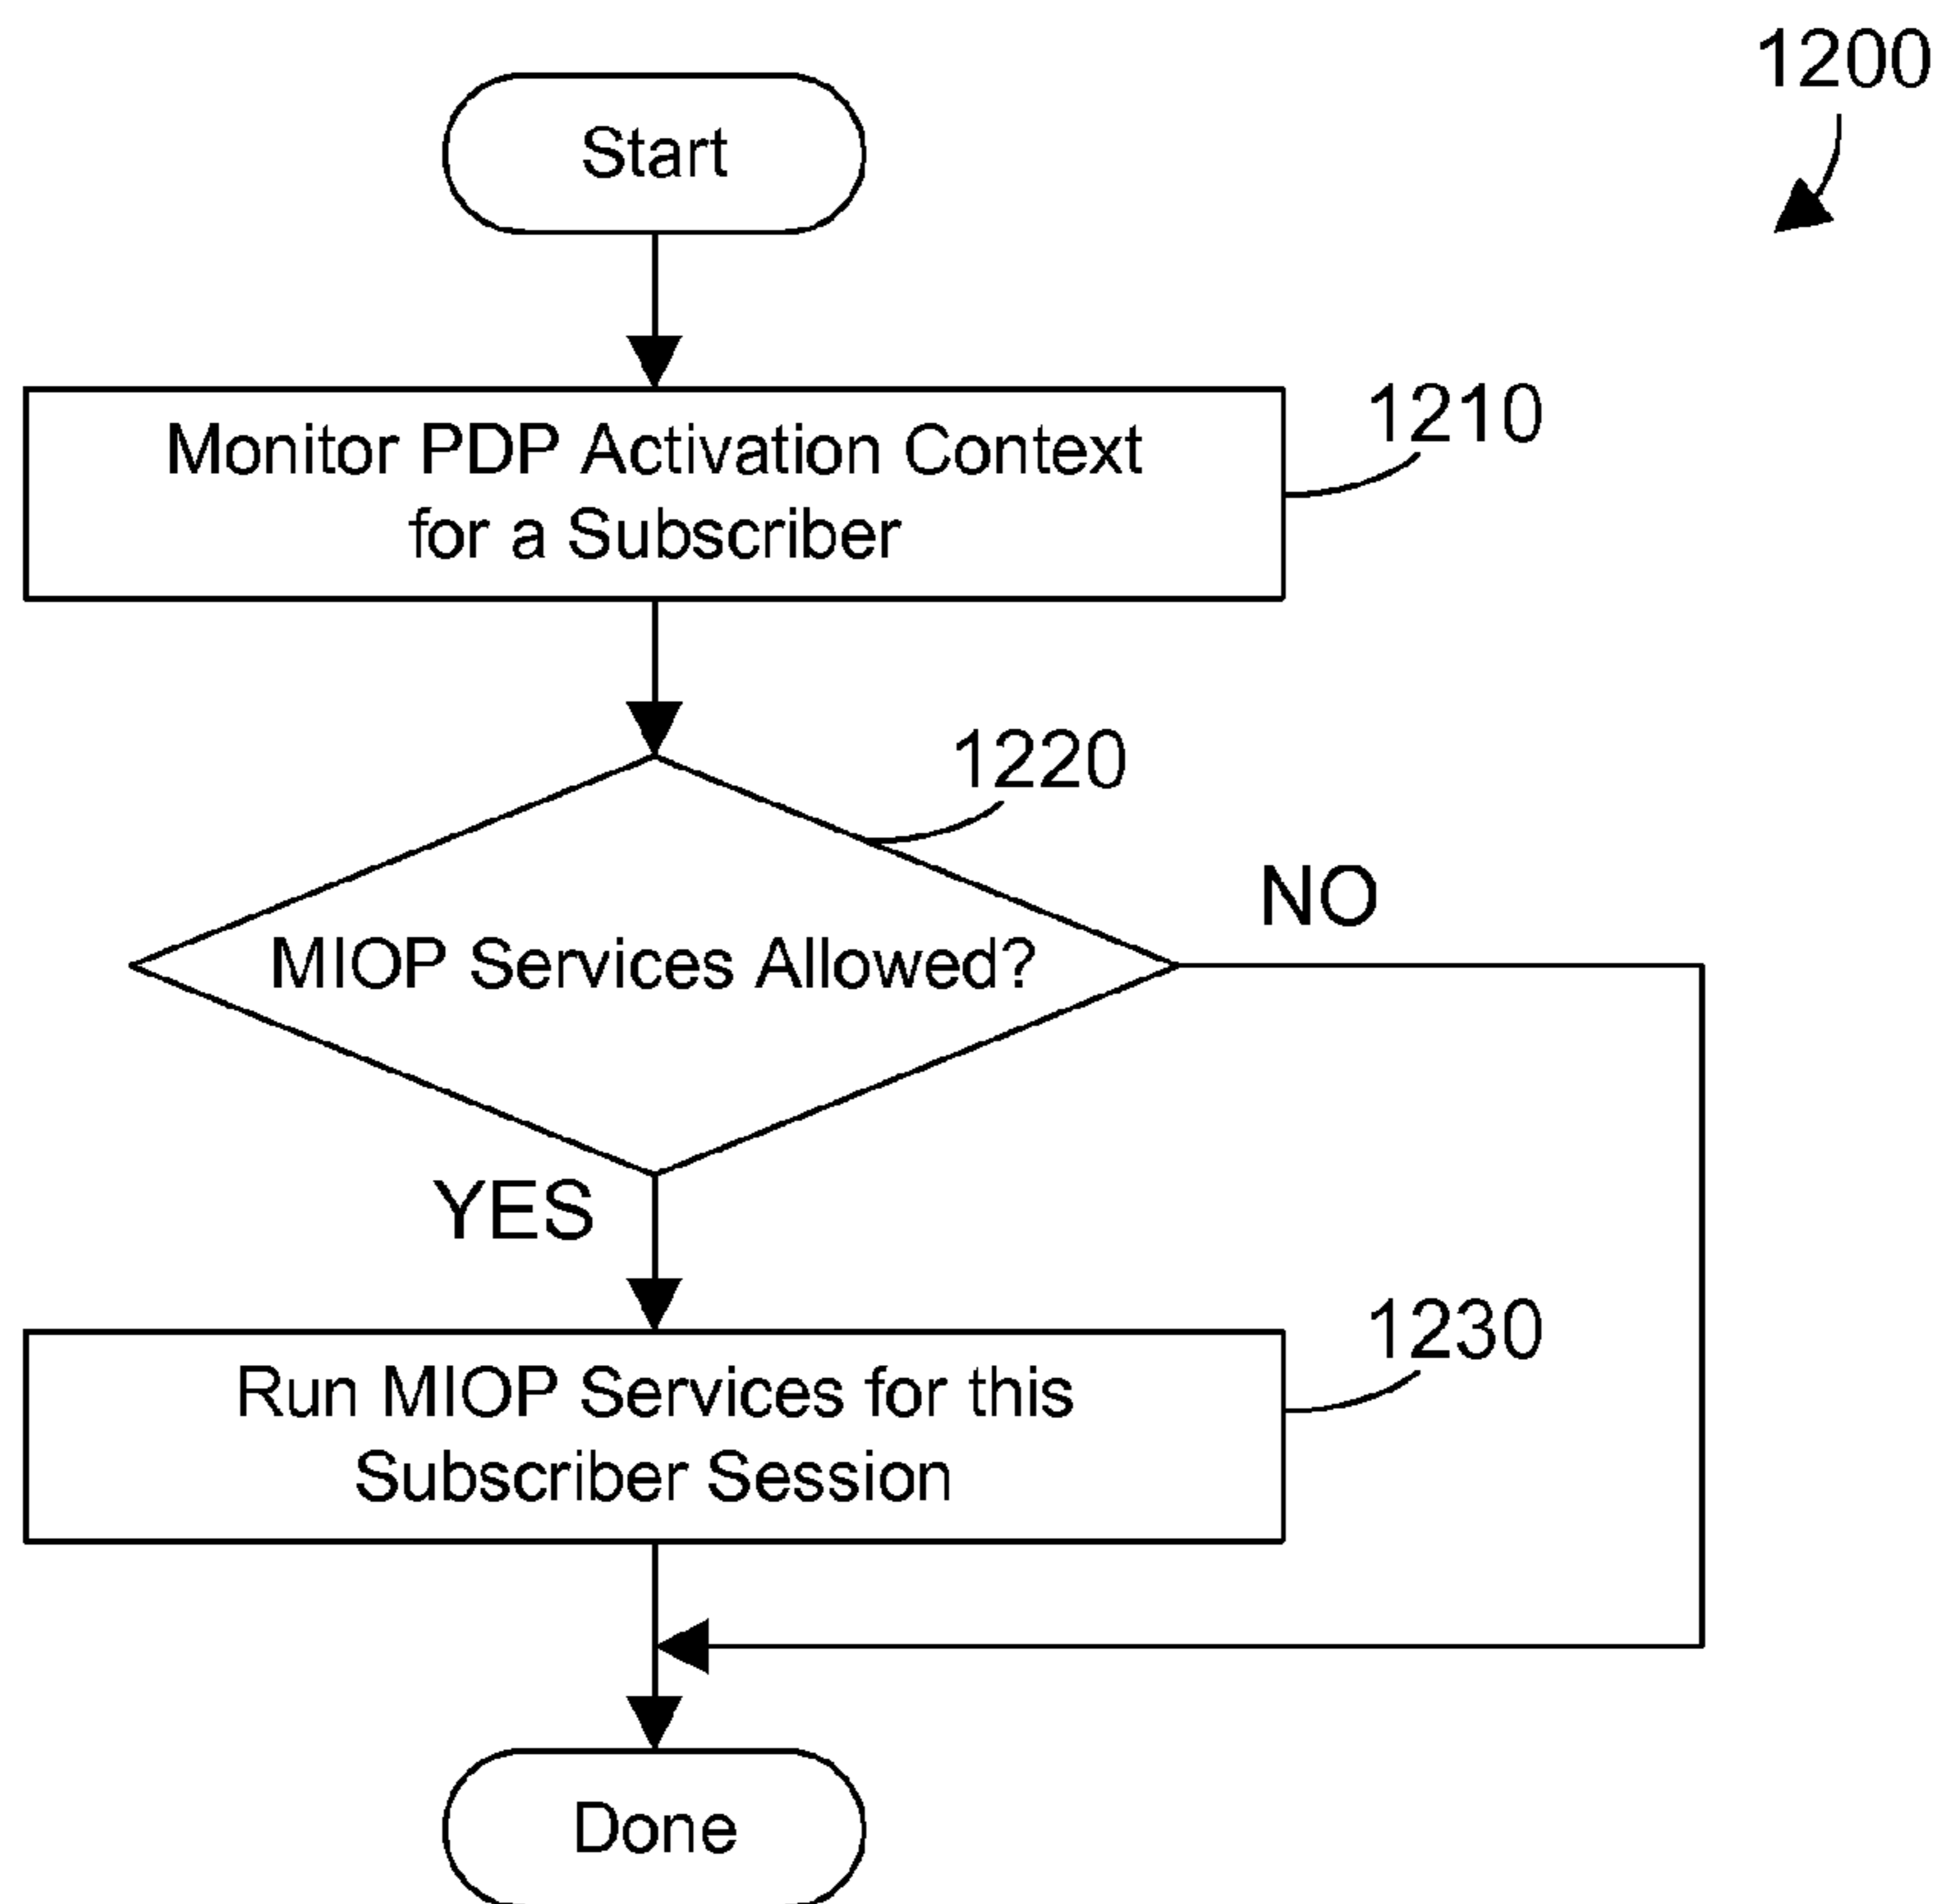 1200
Start
Monitor PDP Activation Context
for a Subscriber
1210
1220
MIOP Services Allowed?
NO
YES
Run MIOP Services for this
Subscriber Session
1230
Done